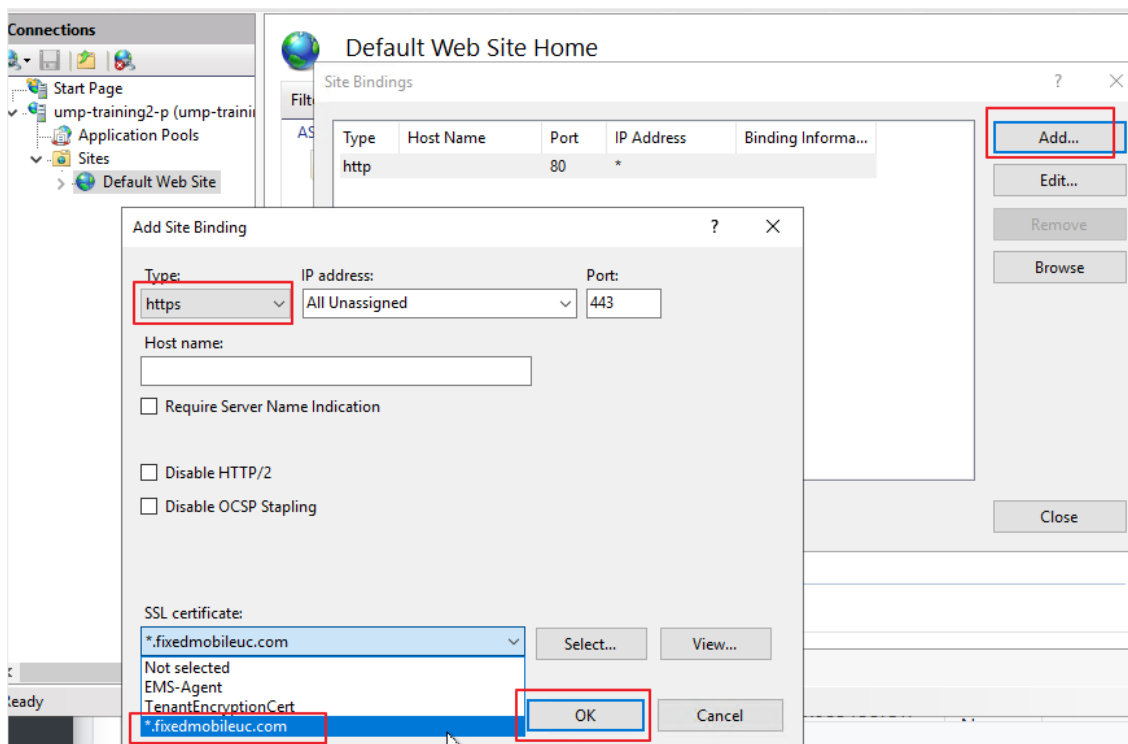 Connections
Default Web Site Home
Start Page
ump-training2-p (ump-traini
Application Pools
Sites
Default Web Site
Filt
AS
Site Bindings
?
Type Host Name Port IP Address Binding Informa...
http 80 *
Add...
Edit...
Remove
Browse
Close
Add Site Binding
?
Type: IP address: Port:
https All Unassigned 443
Host name:
Require Server Name Indication
Disable HTTP/2
Disable OCSP Stapling
SSL certificate:
*.fixedmobileuc.com
Select... View...
Not selected
EMS-Agent
TenantEncryptionCert
*.fixedmobileuc.com
OK Cancel
Ready